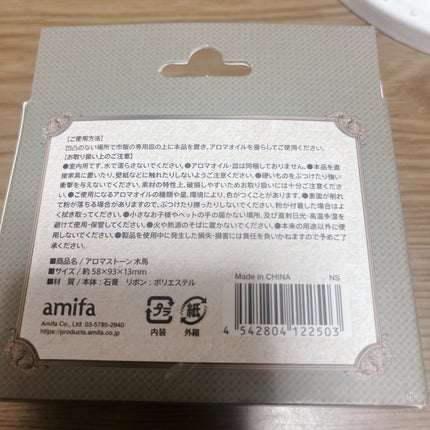 【ご使用方法】
凹凸のない場所で市販の専用皿の上に本品を置き、アロマオイルを垂らしてご使用ください。
【お取り扱い上のご注意】
●室内用です。水で濡らさないでください。●アロマオイル・皿は同梱しておりません。●本品を直
接家具に置いたり、壁紙などに触れたりしないようご注意ください。●硬いものをぶつけたり強い
衝撃を与えないでください。素材の特性上、破損しやすいためお取り扱いには十分ご注意ください。
●ご使用になるアロマオイルの種類や量、環境により、色がつくことがございます。●表面が削れ
て粉が落ちる場合がありますので、ぶつけたり擦ったりしないでください。粉が付着した場合はよ
く拭き取ってください。●小さなお子様やペットの手の届かない場所、及び直射日光・高温多湿を
避けて使用・保管してください。●火や熱源のそばに置かないでください。●本来の用途以外に使
用しないでください。●製品を使用中に発生した損失・損害には責任を負いかねますので予めご了
承ください。
■商品名／アロマストーン 木馬
■サイズ／約58×93×13mm
■材 質／本体：石膏 リボン：ポリエステル
Made in CHINA NS
amifa
Amifa Co., Ltd. 03-5785-2940
https://products.amifa.co.jp
プラ
内装
紙
外箱
4 542804 122503